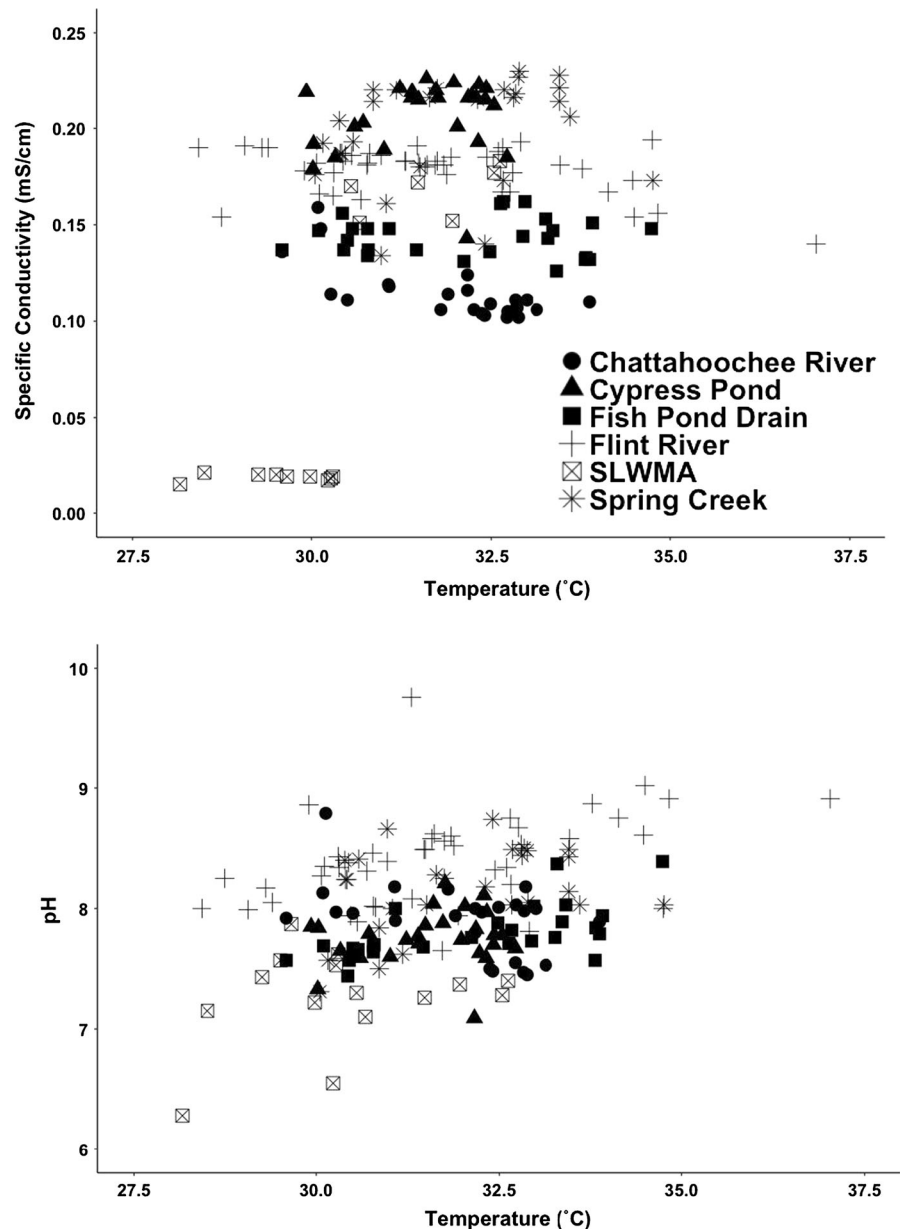 Specific Conductivity (mS/cm)
0.25
0.20
0.15
0.10
0.05
0.00
Chattahoochee River
Cypress Pond
Fish Pond Drain
Flint River
SLWMA
Spring Creek
27.5 30.0 32.5 35.0 37.5
Temperature (˚C)
pH
10
9
8
7
6
27.5 30.0 32.5 35.0 37.5
Temperature (˚C)